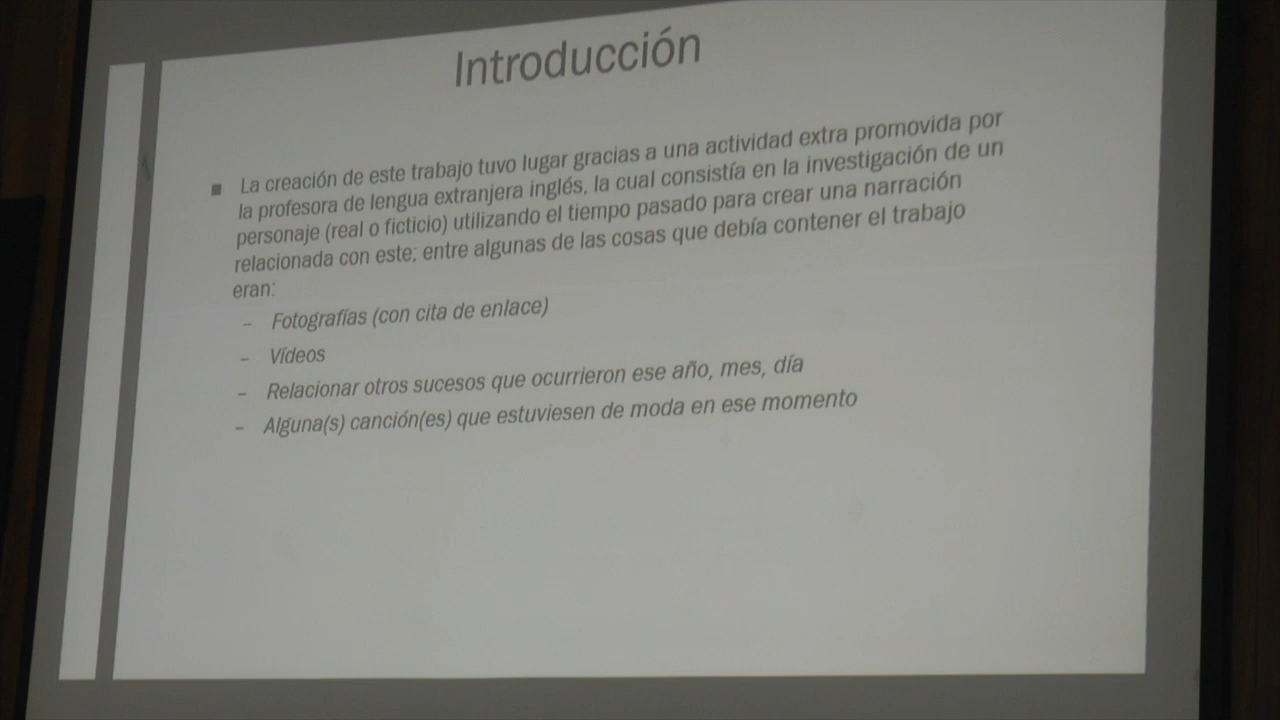 Introducción
La creación de este trabajo tuvo lugar gracias a una actividad extra promovida por
la profesora de lengua extranjera inglés, la cual consistía en la investigación de un
personaje (real o ficticio) utilizando el tiempo pasado para crear una narración
relacionada con este; entre algunas de las cosas que debía contener el trabajo
eran:
– Fotografías (con cita de enlace)
– Vídeos
– Relacionar otros sucesos que ocurrieron ese año, mes, día
– Alguna(s) canción(es) que estuviesen de moda en ese momento